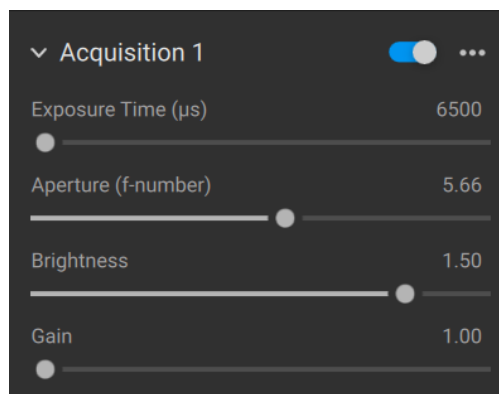 Acquisition 1
Exposure Time (μs) 6500
Aperture (f-number) 5.66
Brightness 1.50
Gain 1.00